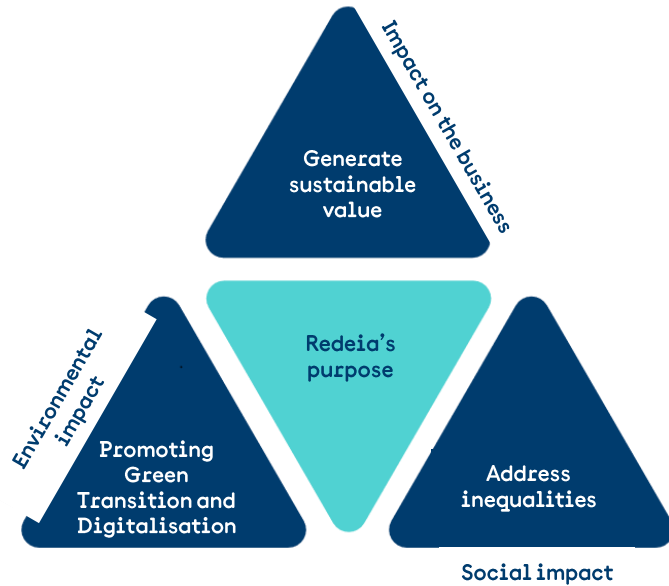 Impact on the business
Generate
sustainable
value
Redeia's
purpose
Environmental
impact
Promoting
Green
Transition and
Digitalisation
Address
inequalities
Social impact